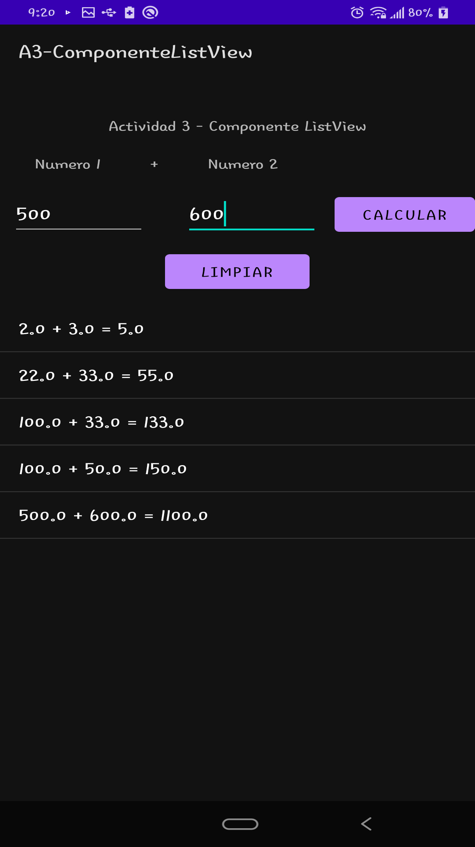 9:20 80%
A3-ComponenteListView
Actividad 3 - Componente ListView
Numero 1 + Numero 2
500 600 CALCULAR
LIMPIAR
2.0 + 3.0 = 5.0
22.0 + 33.0 = 55.0
100.0 + 33.0 = 133.0
100.0 + 50.0 = 150.0
500.0 + 600.0 = 1100.0